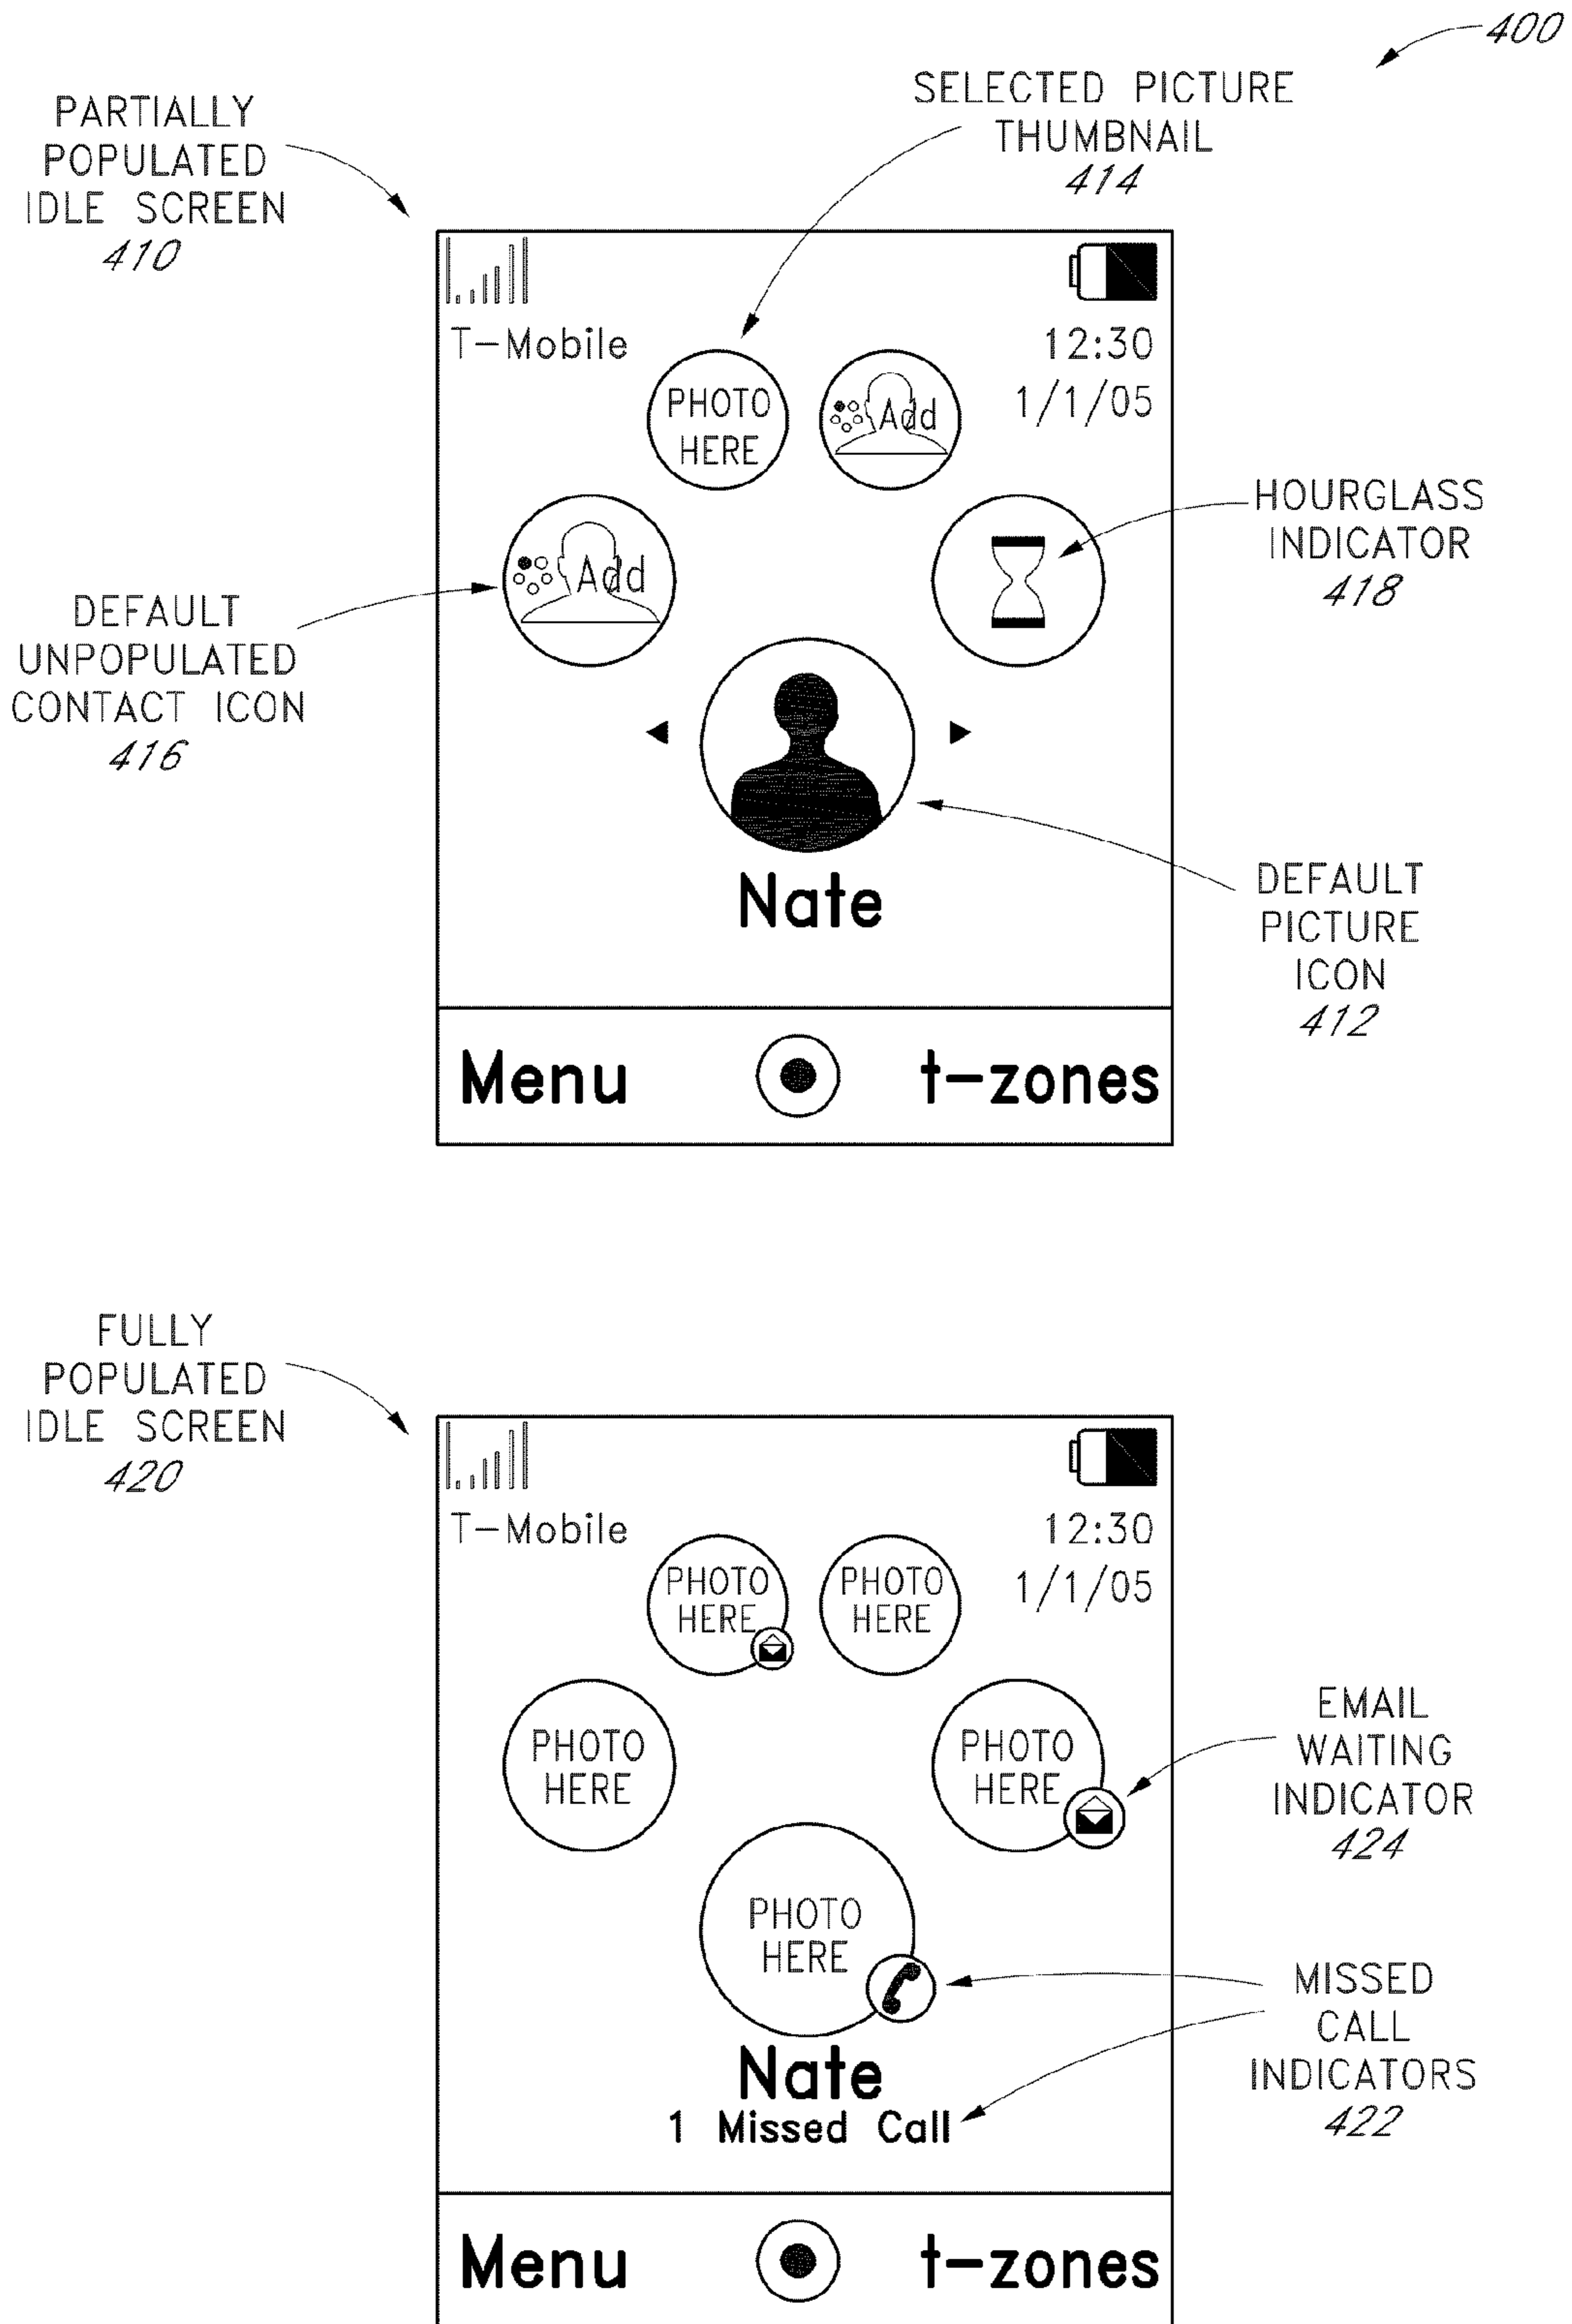 400
SELECTED PICTURE
THUMBNAIL
414
PARTIALLY
POPULATED
IDLE SCREEN
410
T-Mobile
12:30
1/1/05
PHOTO
HERE
Add
Add
HOURGLASS
INDICATOR
418
DEFAULT
UNPOPULATED
CONTACT ICON
416
Nate
DEFAULT
PICTURE
ICON
412
Menu
t-zones
FULLY
POPULATED
IDLE SCREEN
420
T-Mobile
12:30
1/1/05
PHOTO
HERE
PHOTO
HERE
PHOTO
HERE
PHOTO
HERE
EMAIL
WAITING
INDICATOR
424
PHOTO
HERE
MISSED
CALL
INDICATORS
422
Nate
1 Missed Call
Menu
t-zones